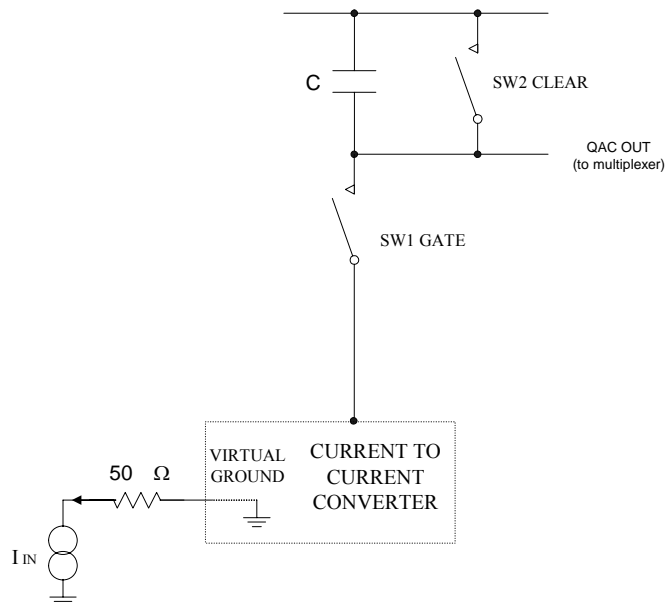 C
SW2 CLEAR
QAC OUT
(to multiplexer)
SW1 GATE
VIRTUAL
GROUND
CURRENT TO
CURRENT
CONVERTER
50 Ω
I IN